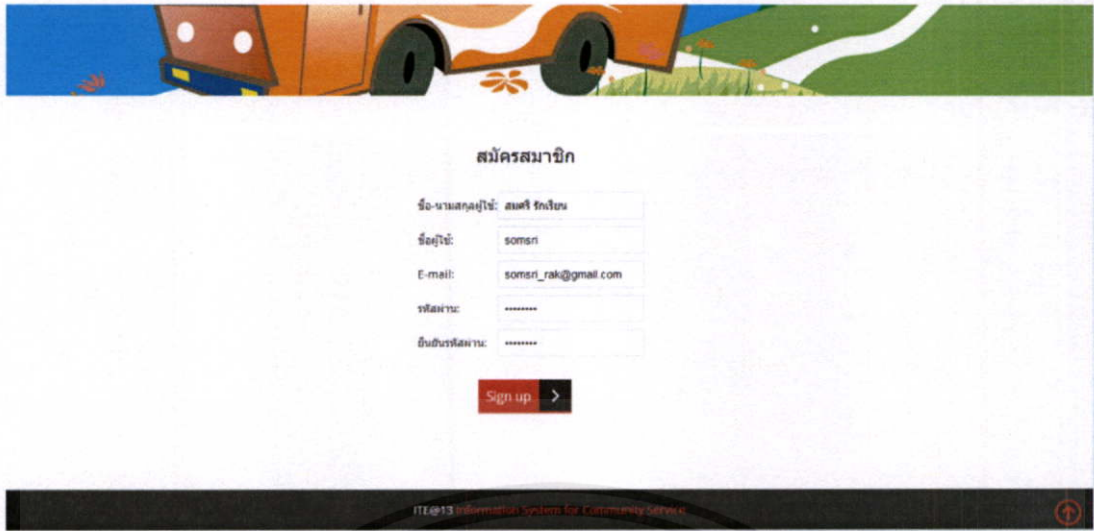 สมัครสมาชิก
ชื่อ-นามสกุลผู้ใช้: สมศรี รักเรียน
ชื่อผู้ใช้: somsri
E-mail: somsri_rak@gmail.com
รหัสผ่าน: ••••••••
ยืนยันรหัสผ่าน: ••••••••
Sign up >
ITE@13 Information System for Community Service